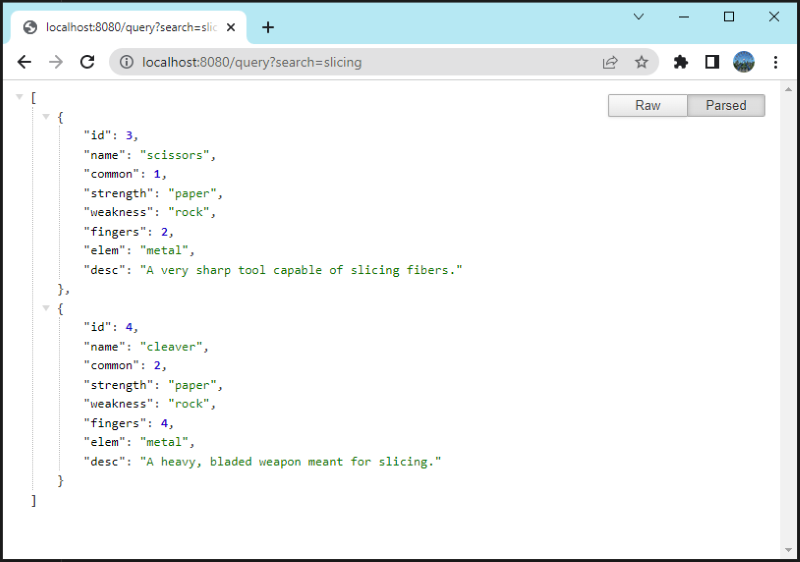 localhost:8080/query?search=slic
localhost:8080/query?search=slicing
Raw Parsed
[
{
"id": 3,
"name": "scissors",
"common": 1,
"strength": "paper",
"weakness": "rock",
"fingers": 2,
"elem": "metal",
"desc": "A very sharp tool capable of slicing fibers."
},
{
"id": 4,
"name": "cleaver",
"common": 2,
"strength": "paper",
"weakness": "rock",
"fingers": 4,
"elem": "metal",
"desc": "A heavy, bladed weapon meant for slicing."
}
]